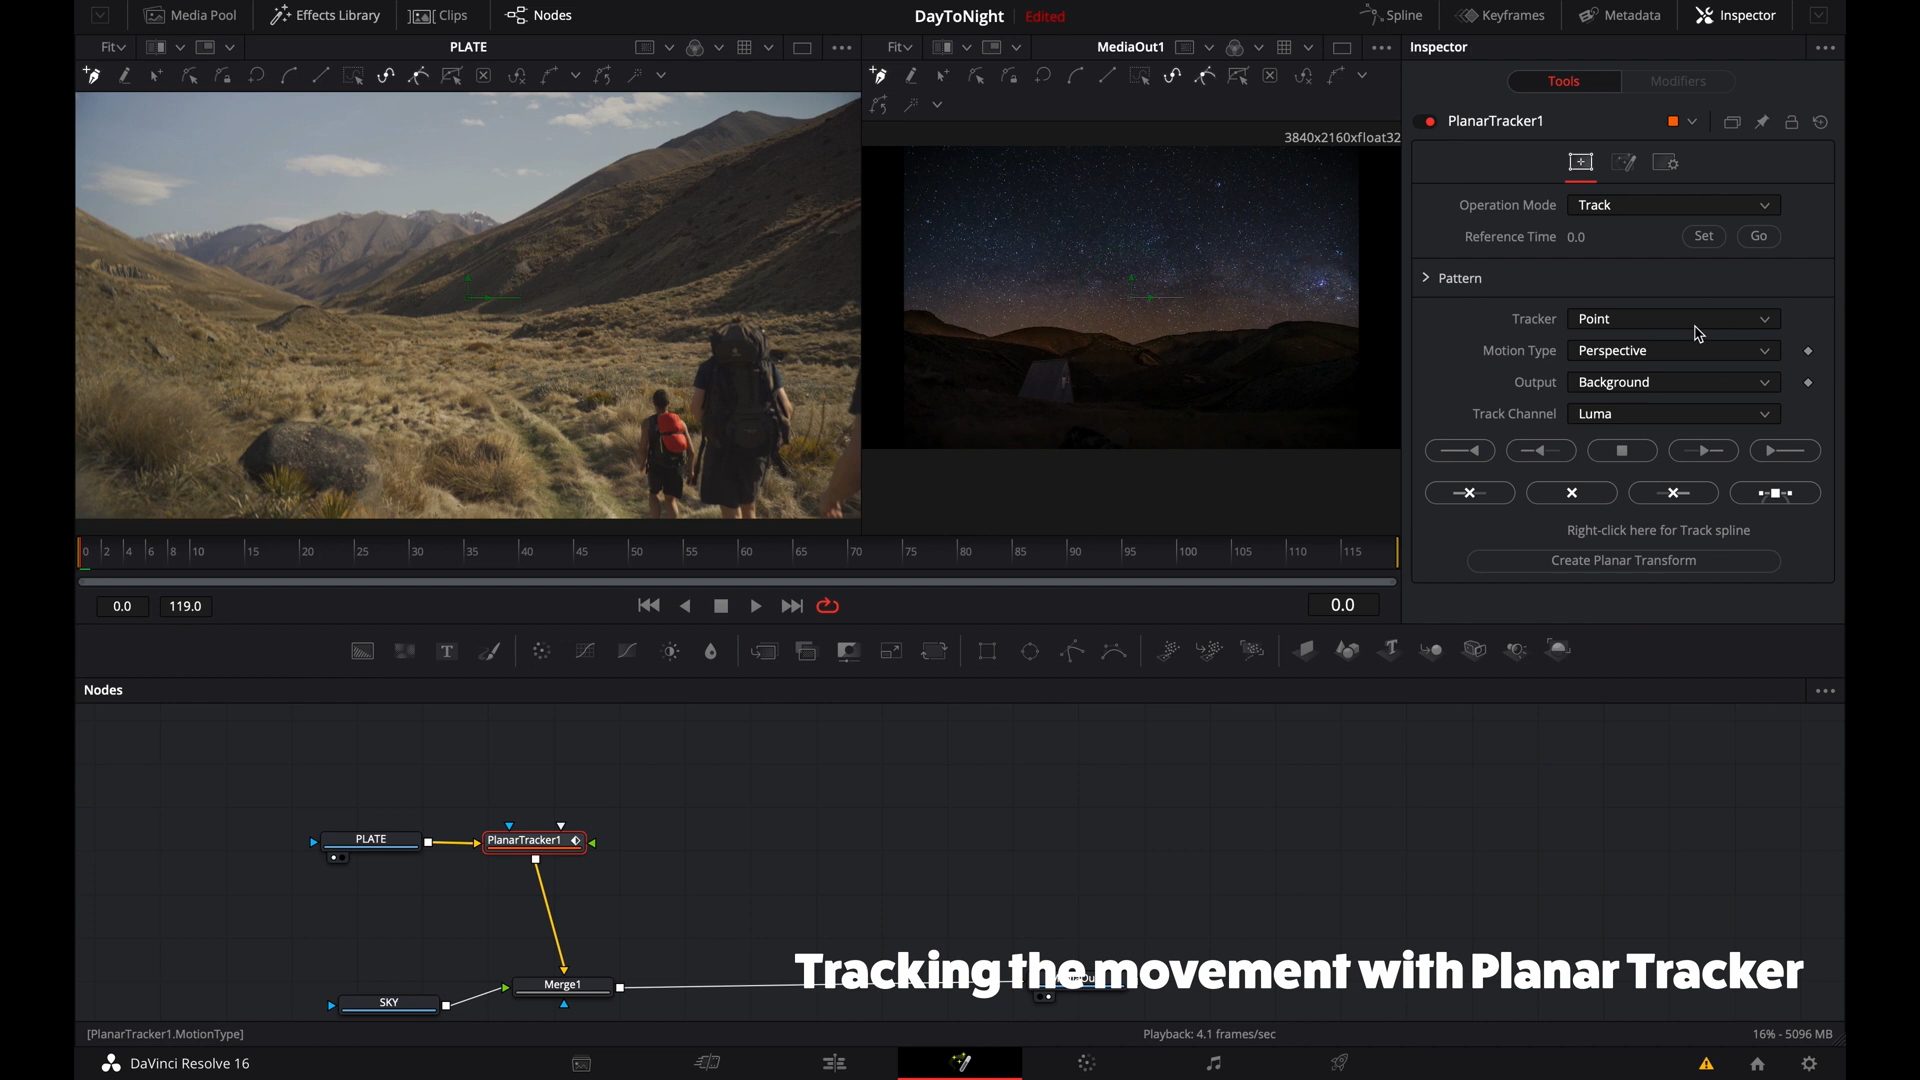 Media Pool
Effects Library
Clips
Nodes
DayToNight
Edited
Spline
Keyframes
Metadata
Inspector
Fit
PLATE
Fit
MediaOut1
Inspector
Tools
Modifiers
PlanarTracker1
3840x2160xfloat32
Operation Mode Track
Reference Time 0.0 Set Go
Pattern
Tracker Point
Motion Type Perspective
Output Background
Track Channel Luma
Right-click here for Track spline
Create Planar Transform
0 2 4 6 8 10 15 20 25 30 35 40 45 50 55 60 65 70 75 80 85 90 95 100 105 110 115
0.0 119.0 0.0
T T
Nodes
PLATE
PlanarTracker1
Merge1
SKY
Tracking the movement with Planar Tracker
[PlanarTracker1.MotionType]
Playback: 4.1 frames/sec
16% - 5096 MB
DaVinci Resolve 16